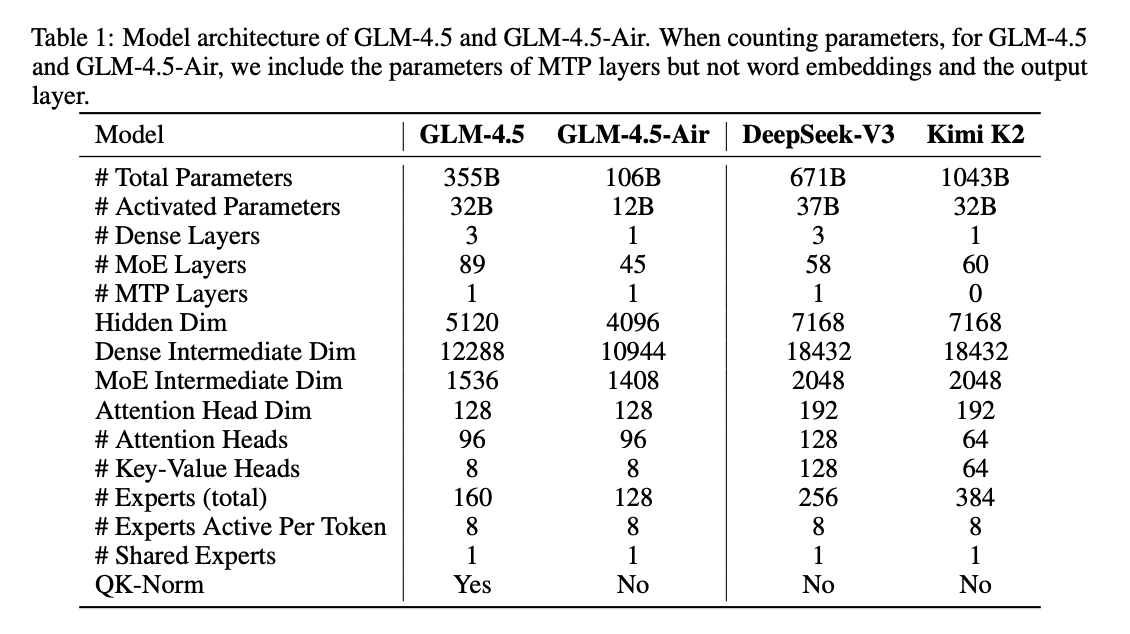 Table 1: Model architecture of GLM-4.5 and GLM-4.5-Air. When counting parameters, for GLM-4.5
and GLM-4.5-Air, we include the parameters of MTP layers but not word embeddings and the output
layer.
Model GLM-4.5 GLM-4.5-Air DeepSeek-V3 Kimi K2
# Total Parameters 355B 106B 671B 1043B
# Activated Parameters 32B 12B 37B 32B
# Dense Layers 3 1 3 1
# MoE Layers 89 45 58 60
# MTP Layers 1 1 1 0
Hidden Dim 5120 4096 7168 7168
Dense Intermediate Dim 12288 10944 18432 18432
MoE Intermediate Dim 1536 1408 2048 2048
Attention Head Dim 128 128 192 192
# Attention Heads 96 96 128 64
# Key-Value Heads 8 8 128 64
# Experts (total) 160 128 256 384
# Experts Active Per Token 8 8 8 8
# Shared Experts 1 1 1 1
QK-Norm Yes No No No